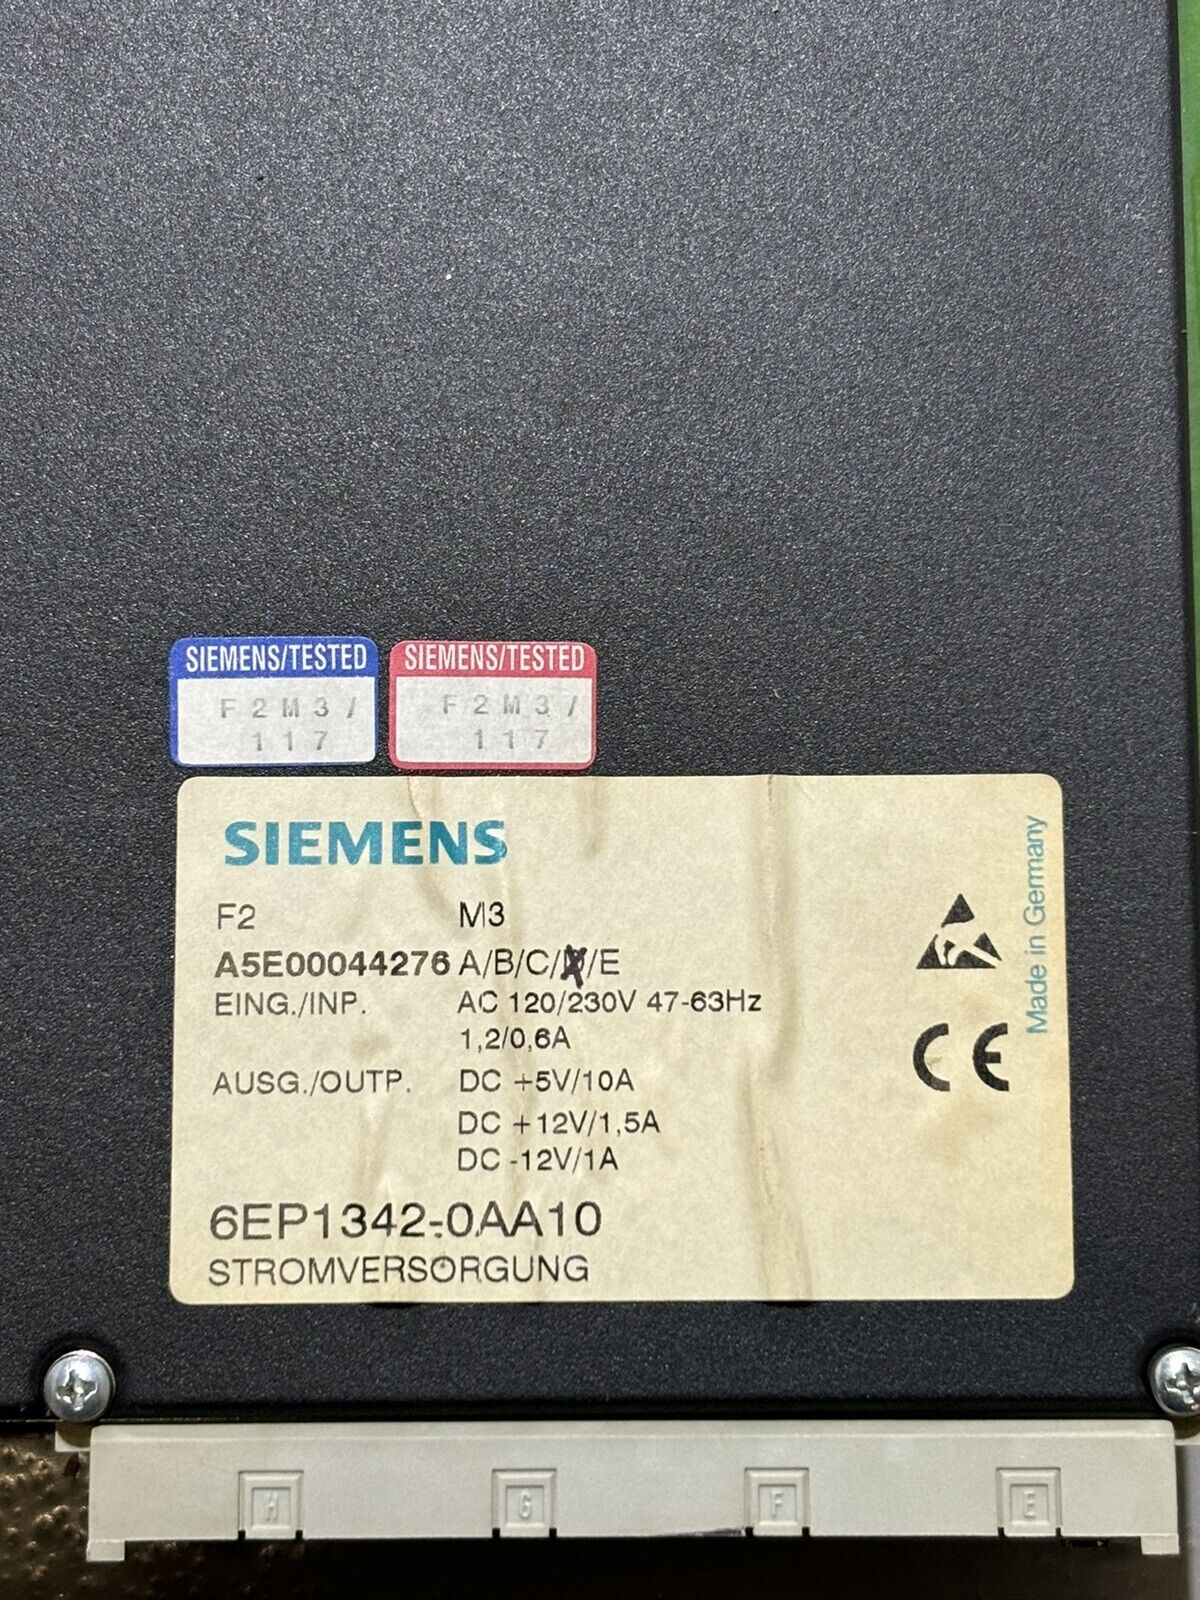 SIEMENS/TESTED
F2M3/
117
SIEMENS/TESTED
F2M3/
117
SIEMENS
F2 M3
A5E00044276 A/B/C/D/E
EING./INP. AC 120/230V 47-63Hz
1,2/0,6A
AUSG./OUTP. DC +5V/10A
DC +12V/1,5A
DC -12V/1A
6EP1342-0AA10
STROMVERSORGUNG
CE
Made in Germany
H G F E